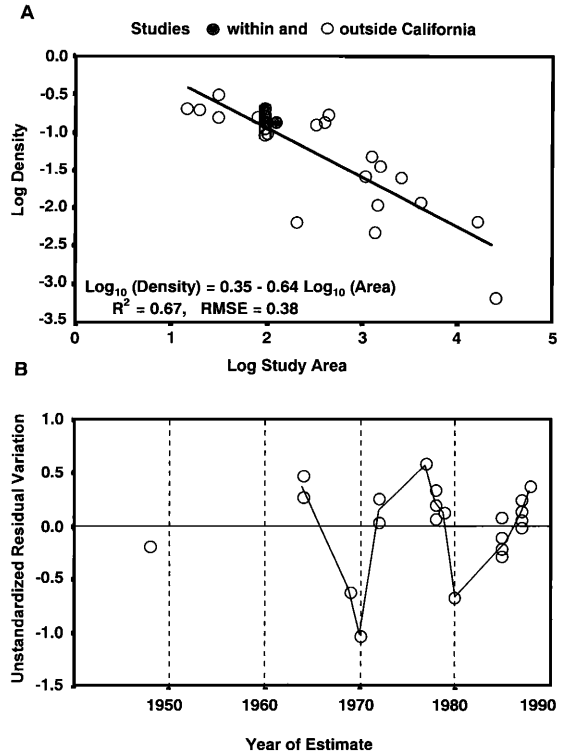 A
Studies ● within and ○ outside California
0.0
-0.5
-1.0
-1.5
-2.0
-2.5
-3.0
-3.5
Log Density
Log₁₀ (Density) = 0.35 - 0.64 Log₁₀ (Area)
R² = 0.67, RMSE = 0.38
0 1 2 3 4 5
Log Study Area
B
1.0
0.5
0.0
-0.5
-1.0
-1.5
Unstandardized Residual Variation
1950 1960 1970 1980 1990
Year of Estimate